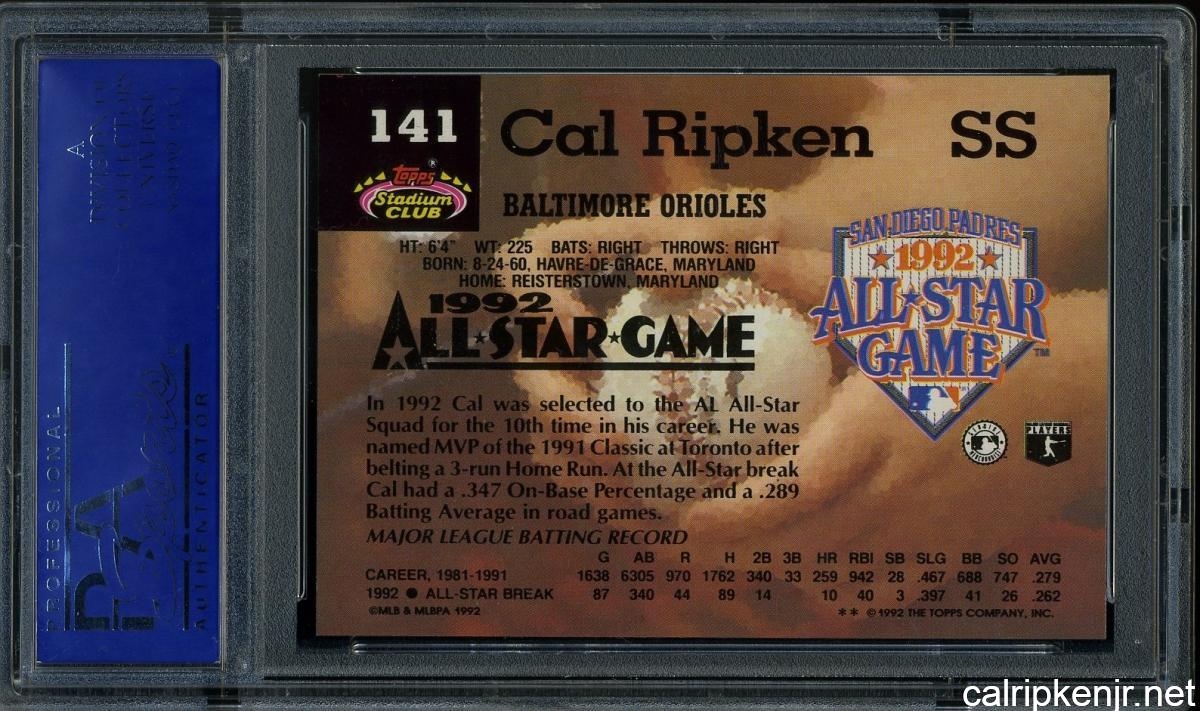 141
Cal Ripken SS
Topps®
Stadium
CLUB
BALTIMORE ORIOLES
HT: 6'4" WT: 225 BATS: RIGHT THROWS: RIGHT
BORN: 8-24-60, HAVRE-DE-GRACE, MARYLAND
HOME: REISTERSTOWN, MARYLAND
1992
ALL★STAR★GAME
SAN DIEGO PADRES
★1992★
ALL★STAR
GAME™
PLAYERS
In 1992 Cal was selected to the AL All-Star
Squad for the 10th time in his career. He was
named MVP of the 1991 Classic at Toronto after
belting a 3-run Home Run. At the All-Star break
Cal had a .347 On-Base Percentage and a .289
Batting Average in road games.
MAJOR LEAGUE BATTING RECORD
G AB R H 2B 3B HR RBI SB SLG BB SO AVG
CAREER, 1981-1991 1638 6305 970 1762 340 33 259 942 28 .467 688 747 .279
1992 ● ALL-STAR BREAK 87 340 44 89 14 10 40 3 .397 41 26 .262
©MLB & MLBPA 1992 ** ©1992 THE TOPPS COMPANY, INC.
A
DIVISION OF
COLLECTORS
UNIVERSE
PROFESSIONAL
PSA
AUTHENTICATOR
calripkenjr.net